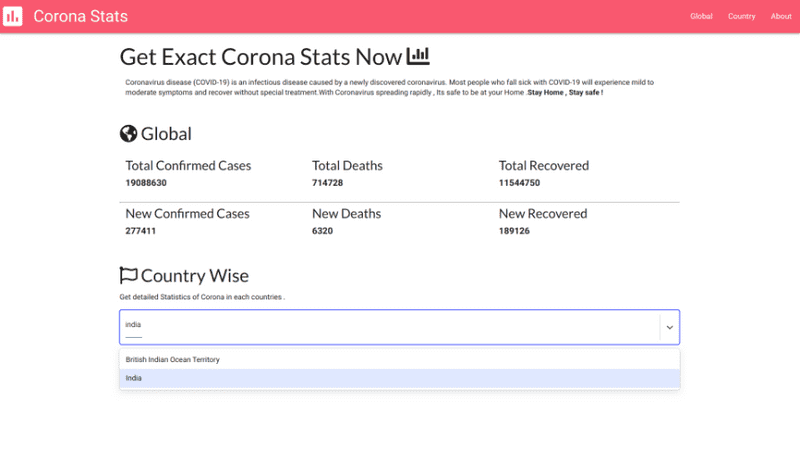 Corona Stats
Global Country About
Get Exact Corona Stats Now
Coronavirus disease (COVID-19) is an infectious disease caused by a newly discovered coronavirus. Most people who fall sick with COVID-19 will experience mild to
moderate symptoms and recover without special treatment.With Coronavirus spreading rapidly , Its safe to be at your Home .Stay Home , Stay safe !
Global
Total Confirmed Cases Total Deaths Total Recovered
19088630 714728 11544750
New Confirmed Cases New Deaths New Recovered
277411 6320 189126
Country Wise
Get detailed Statistics of Corona in each countries .
india
British Indian Ocean Territory
India